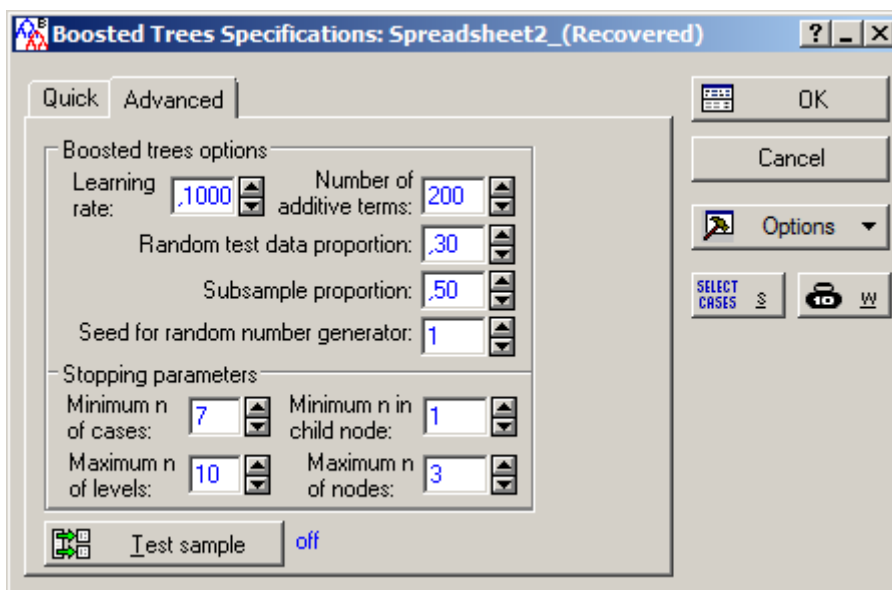 Boosted Trees Specifications: Spreadsheet2_(Recovered)
Quick Advanced
Boosted trees options
Learning rate: ,1000
Number of additive terms: 200
Random test data proportion: ,30
Subsample proportion: ,50
Seed for random number generator: 1
Stopping parameters
Minimum n of cases: 7
Minimum n in child node: 1
Maximum n of levels: 10
Maximum n of nodes: 3
Test sample off
OK
Cancel
Options
SELECT CASES S
W